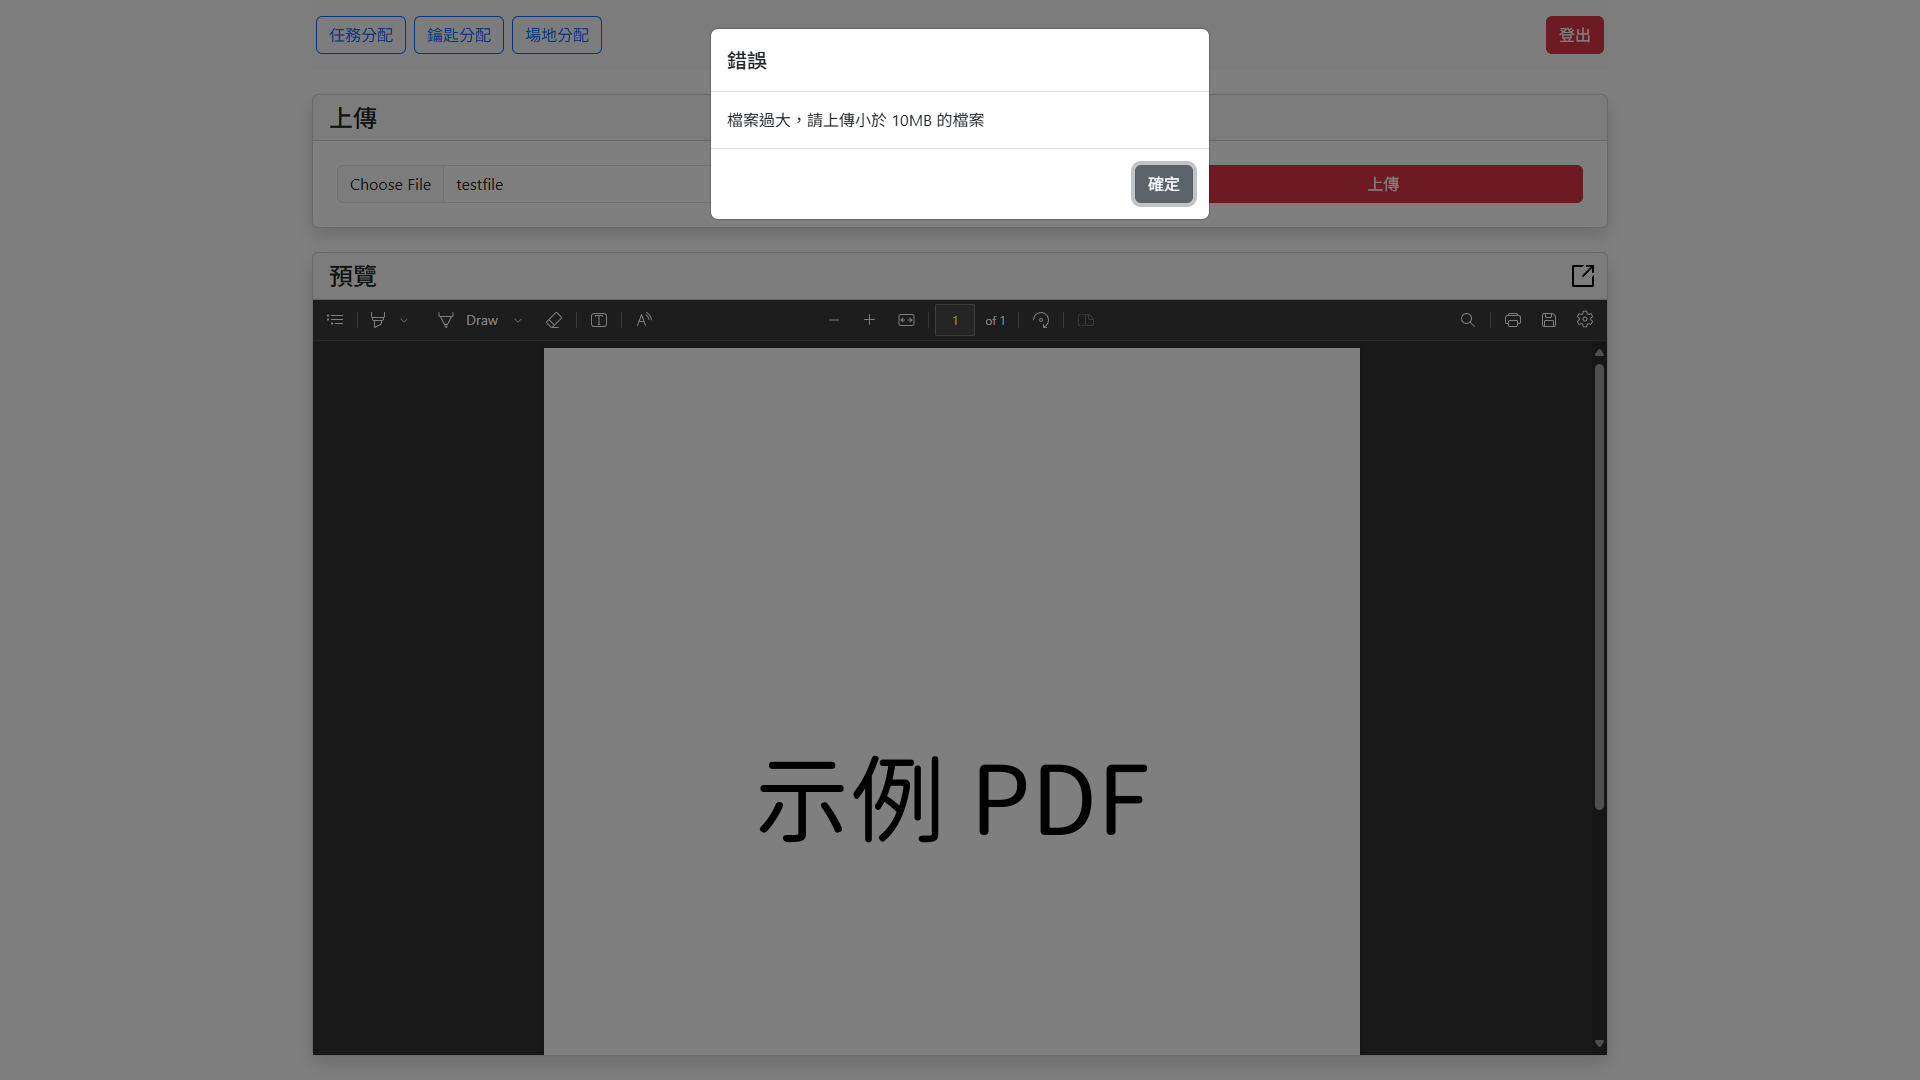 任務分配 鑰匙分配 場地分配 登出
錯誤
檔案過大，請上傳小於 10MB 的檔案
確定
上傳
Choose File testfile 上傳
預覽
Draw 1 of 1
示例 PDF